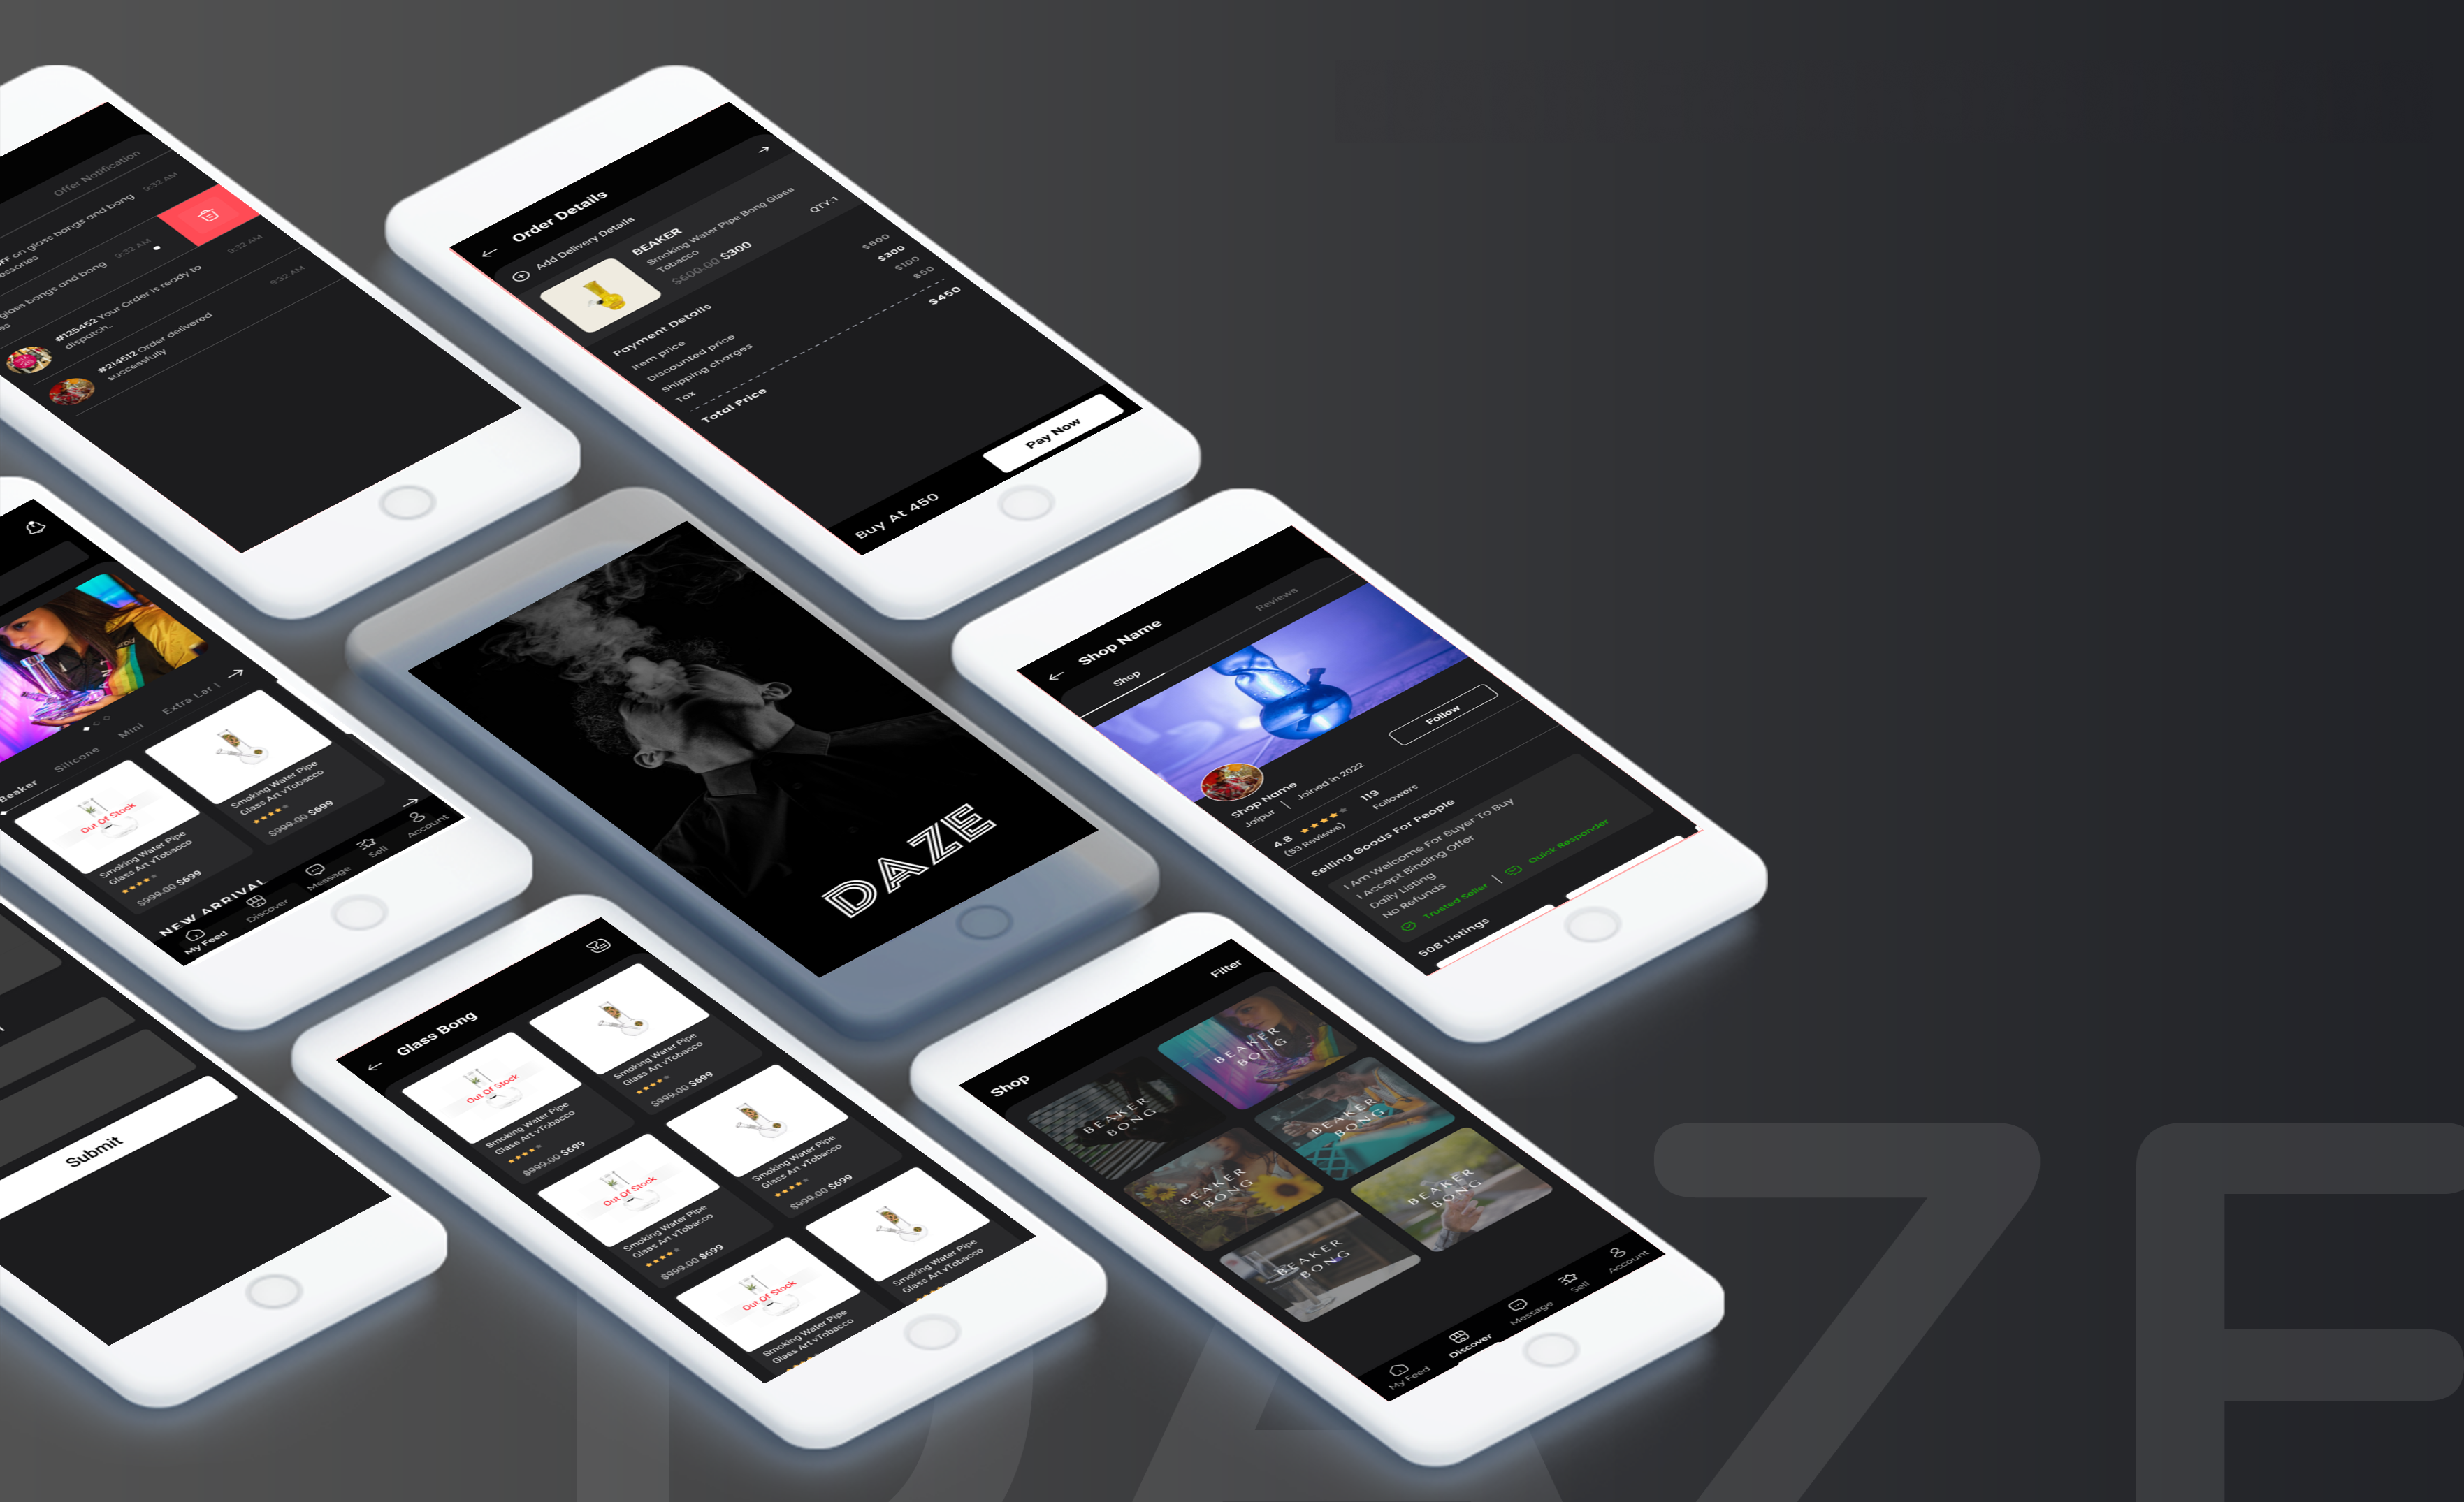 Offer Notification
9:32 AM
FF on glass bongs and bong
essories
9:32 AM
glass bongs and bong
es
9:32 AM
#125452 Your Order is ready to
dispatch..
9:32 AM
#214512 Order delivered
successfully
Order Details
Add Delivery Details
BEAKER
Smoking Water Pipe Bong Glass
Tobacco
$600.00 $300
QTY:1
Payment Details
Item price $600
Discounted price $300
Shipping charges $100
Tax $50
Total Price $450
Buy At 450
Pay Now
Beaker Silicone Mini Extra Lar
Out Of Stock
Smoking Water Pipe
Glass Art vTobacco
$999.00 $699
Smoking Water Pipe
Glass Art vTobacco
$999.00 $699
NEW ARRIVAL
My Feed
Discover
Message
Sell
Account
DAZE
Shop Name
Shop
Reviews
Follow
Shop Name
Jaipur | Joined in 2022
4.8
(53 Reviews)
119
Followers
Selling Goods For People
I Am Welcome For Buyer To Buy
I Accept Binding Offer
Daily Listing
No Refunds
Trusted Seller | Quick Responder
508 Listings
Submit
Glass Bong
Out Of Stock
Smoking Water Pipe
Glass Art vTobacco
$999.00 $699
Smoking Water Pipe
Glass Art vTobacco
$999.00 $699
Out Of Stock
Smoking Water Pipe
Glass Art vTobacco
$999.00 $699
Smoking Water Pipe
Glass Art vTobacco
$999.00 $699
Out Of Stock
Smoking Water Pipe
Glass Art vTobacco
Smoking Water Pipe
Glass Art vTobacco
Shop
Filter
BEAKER
BONG
BEAKER
BONG
BEAKER
BONG
BEAKER
BONG
BEAKER
BONG
BEAKER
BONG
My Feed
Discover
Message
Sell
Account
DAZE